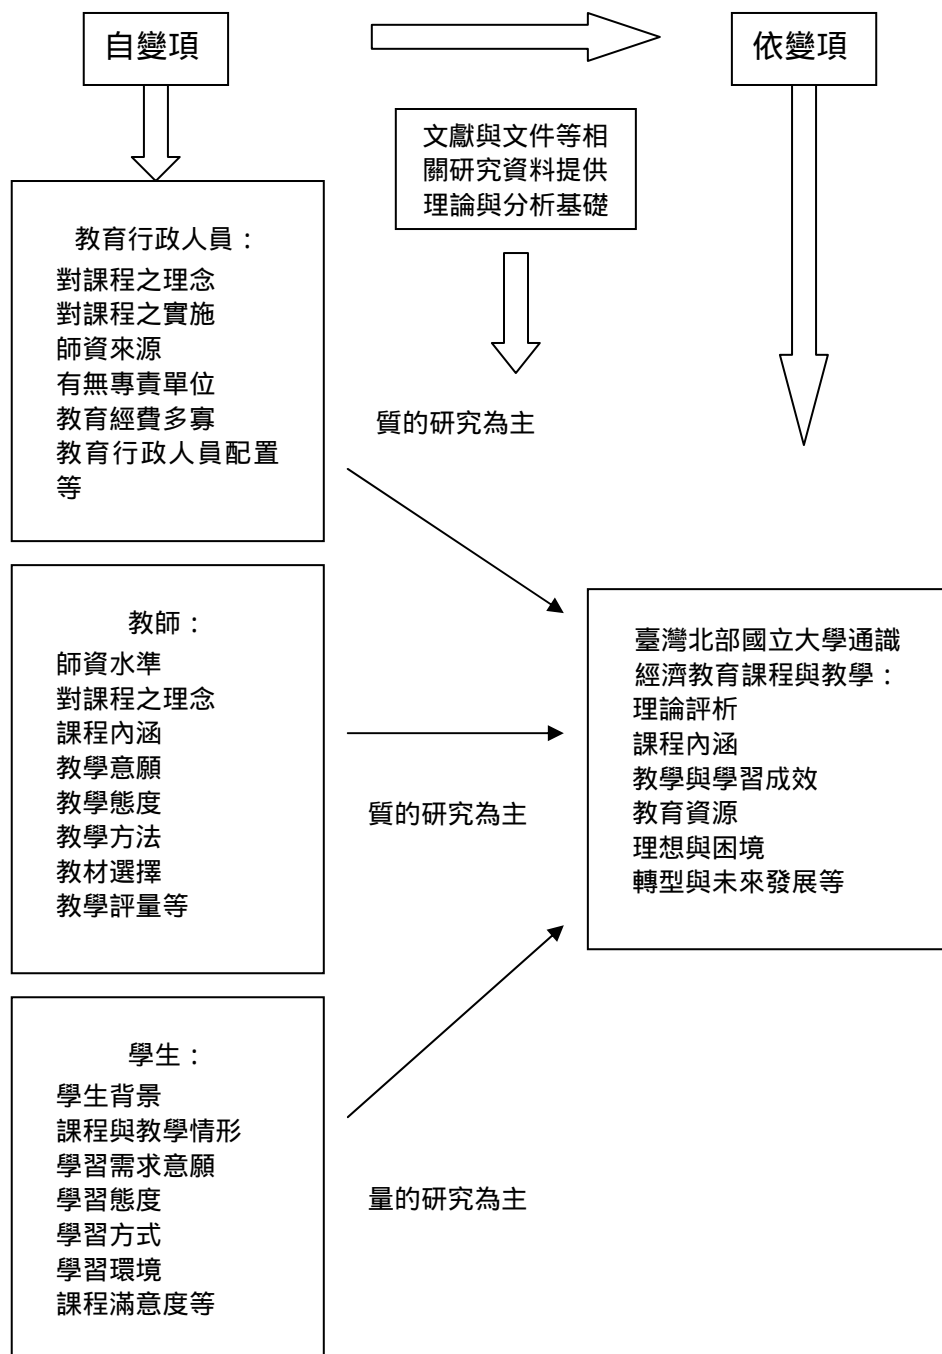 自變項
依變項
文獻與文件等相
關研究資料提供
理論與分析基礎
教育行政人員：
對課程之理念
對課程之實施
師資來源
有無專責單位
教育經費多寡
教育行政人員配置
等
質的研究為主
教師：
師資水準
對課程之理念
課程內涵
教學意願
教學態度
教學方法
教材選擇
教學評量等
質的研究為主
臺灣北部國立大學通識
經濟教育課程與教學：
理論評析
課程內涵
教學與學習成效
教育資源
理想與困境
轉型與未來發展等
學生：
學生背景
課程與教學情形
學習需求意願
學習態度
學習方式
學習環境
課程滿意度等
量的研究為主